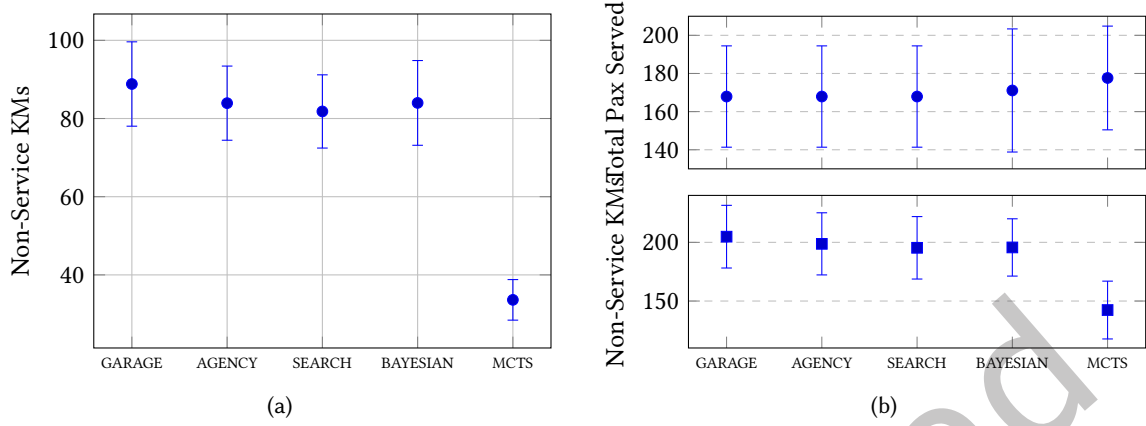 Non-Service KMs
100
80
60
40
GARAGE AGENCY SEARCH BAYESIAN MCTS
(a)
Total Pax Served
200
180
160
140
Non-Service KMs
200
150
GARAGE AGENCY SEARCH BAYESIAN MCTS
(b)